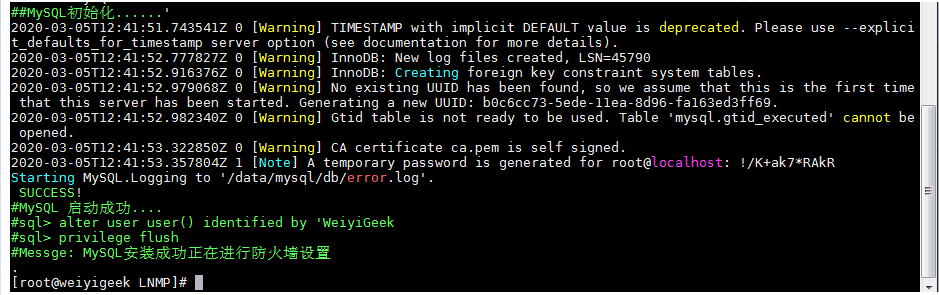 ##MySQL初始化......'
2020-03-05T12:41:51.743541Z 0 [Warning] TIMESTAMP with implicit DEFAULT value is deprecated. Please use --explici
t_defaults_for_timestamp server option (see documentation for more details).
2020-03-05T12:41:52.777827Z 0 [Warning] InnoDB: New log files created, LSN=45790
2020-03-05T12:41:52.916376Z 0 [Warning] InnoDB: Creating foreign key constraint system tables.
2020-03-05T12:41:52.979068Z 0 [Warning] No existing UUID has been found, so we assume that this is the first time
that this server has been started. Generating a new UUID: b0c6cc73-5ede-11ea-8d96-fa163ed3ff69.
2020-03-05T12:41:52.982340Z 0 [Warning] Gtid table is not ready to be used. Table 'mysql.gtid_executed' cannot be
opened.
2020-03-05T12:41:53.322850Z 0 [Warning] CA certificate ca.pem is self signed.
2020-03-05T12:41:53.357804Z 1 [Note] A temporary password is generated for root@localhost: !/K+ak7*RAkR
Starting MySQL.Logging to '/data/mysql/db/error.log'.
SUCCESS!
#MySQL 启动成功....
#sql> alter user user() identified by 'WeiyiGeek
#sql> privilege flush
#Messge: MySQL安装成功正在进行防火墙设置
.
[root@weiyigeek LNMP]#